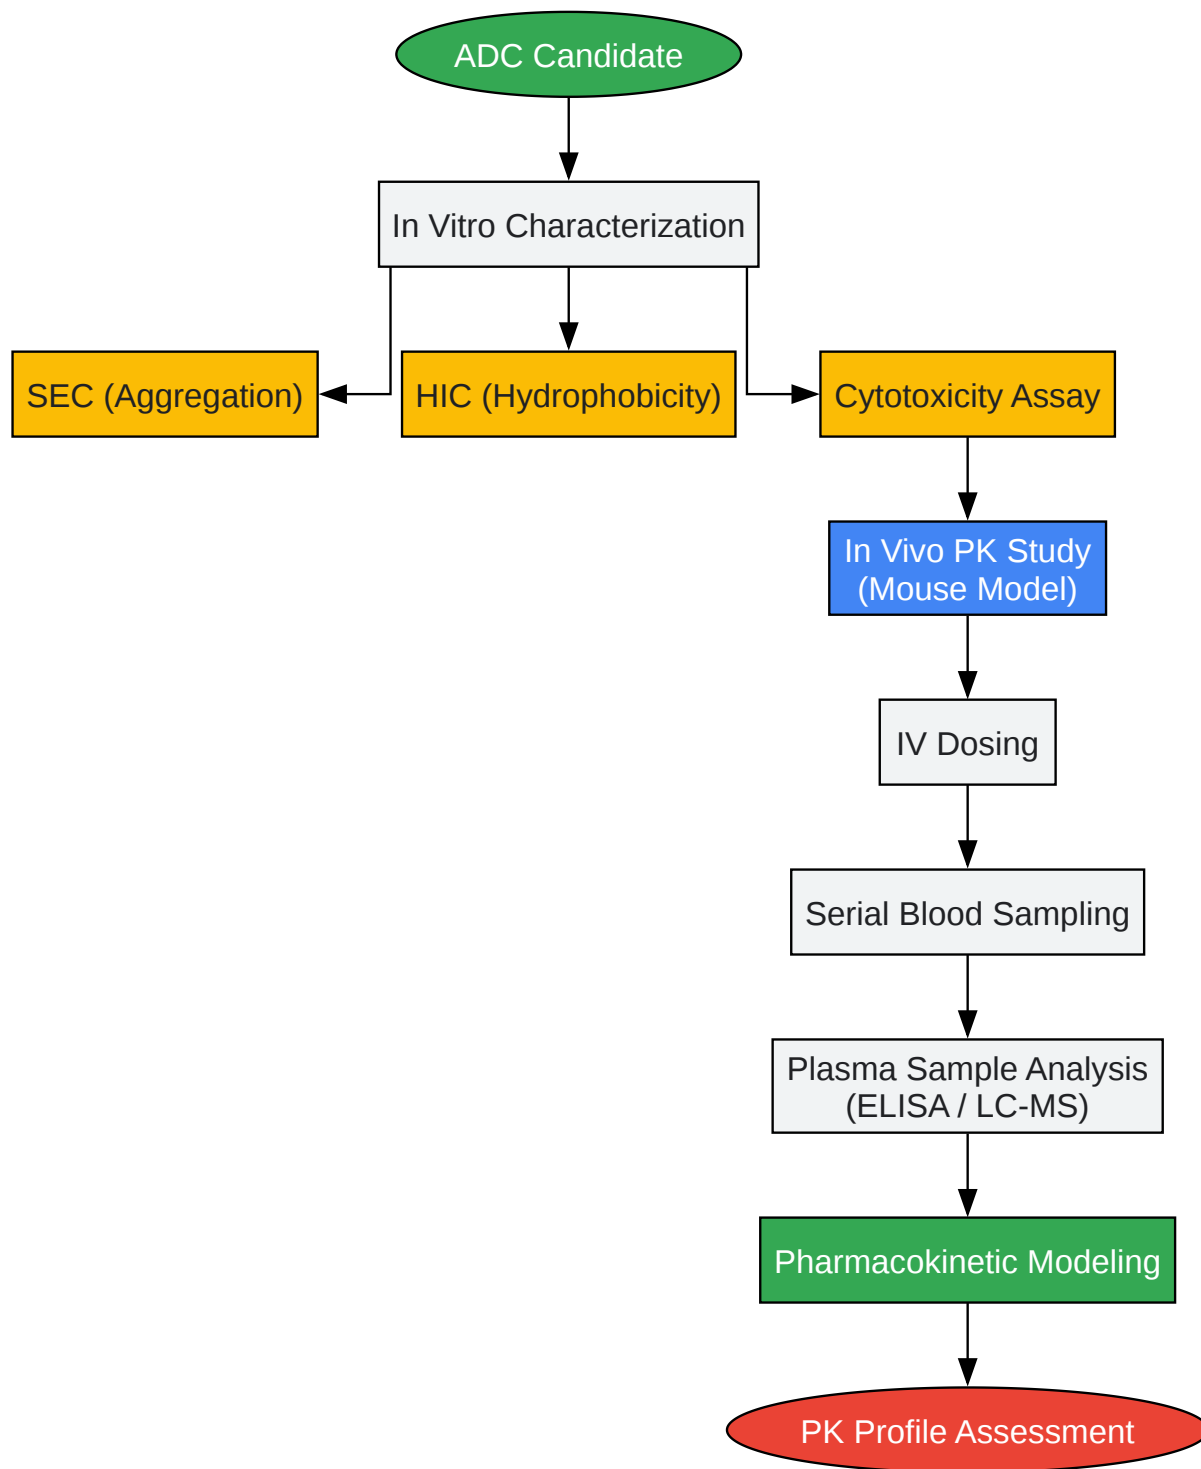 ADC Candidate
In Vitro Characterization
SEC (Aggregation)
HIC (Hydrophobicity)
Cytotoxicity Assay
In Vivo PK Study
(Mouse Model)
IV Dosing
Serial Blood Sampling
Plasma Sample Analysis
(ELISA / LC-MS)
Pharmacokinetic Modeling
PK Profile Assessment